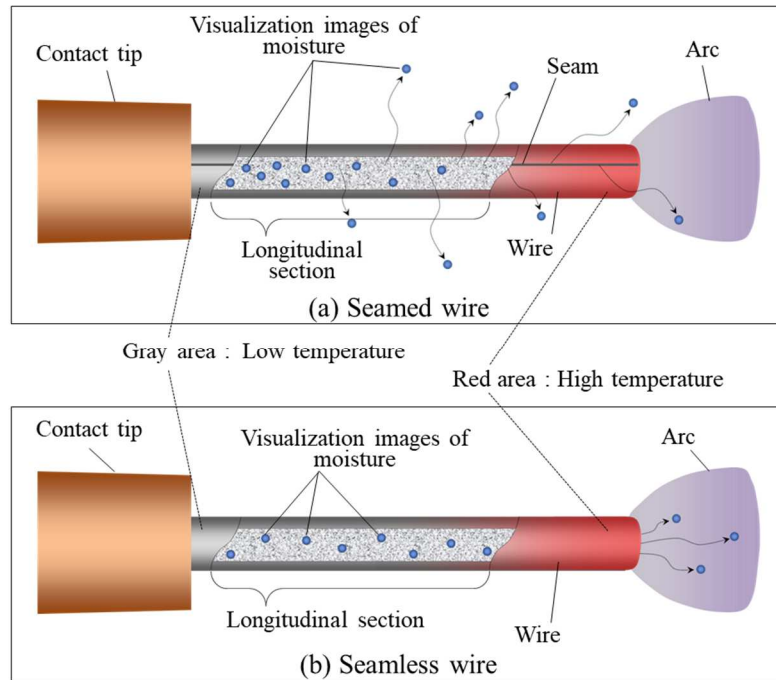 Visualization images of
moisture
Contact tip
Seam
Arc
Wire
Longitudinal
section
(a) Seamed wire
Gray area : Low temperature
Red area : High temperature
Contact tip
Visualization images of
moisture
Arc
Longitudinal section
Wire
(b) Seamless wire